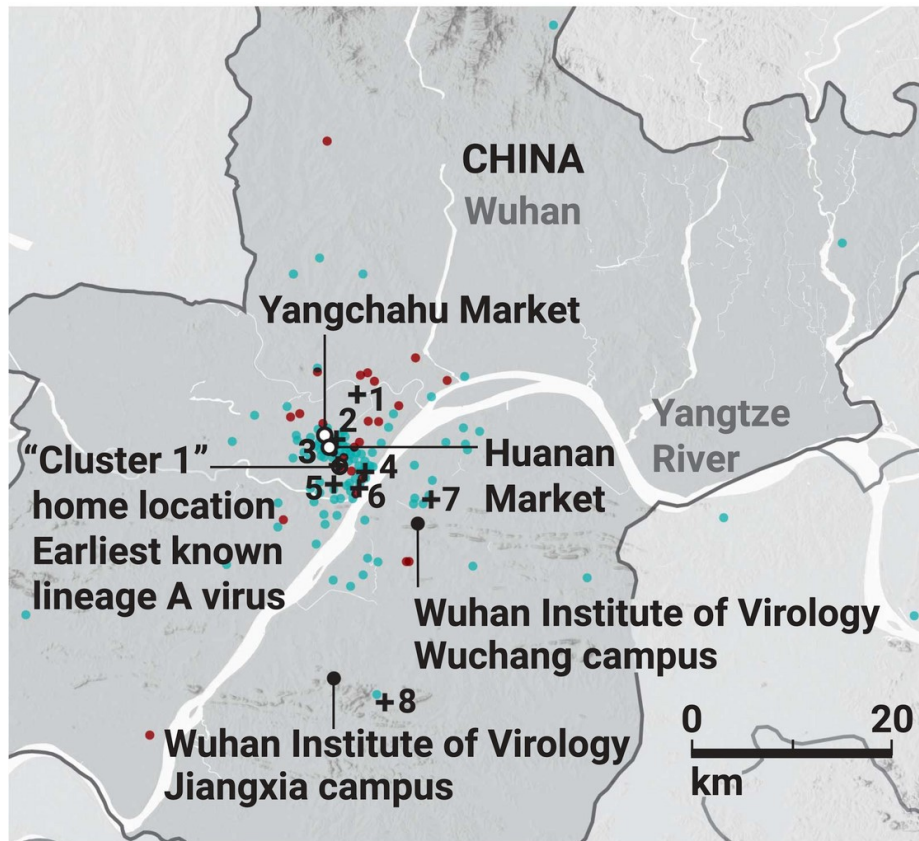 CHINA
Wuhan
Yangchahu Market
+1
2
3
"Cluster 1"
home location
Earliest known
lineage A virus
+4
5+
+6
Huanan
Market
Yangtze
River
+7
Wuhan Institute of Virology
Wuchang campus
+8
Wuhan Institute of Virology
Jiangxia campus
0 20
km